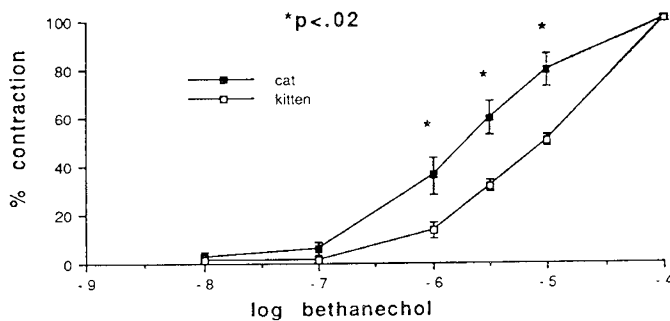 *p<.02
100
80
60
40
20
0
% contraction
cat
kitten
*
*
*
-9 -8 -7 -6 -5 -4
log bethanechol